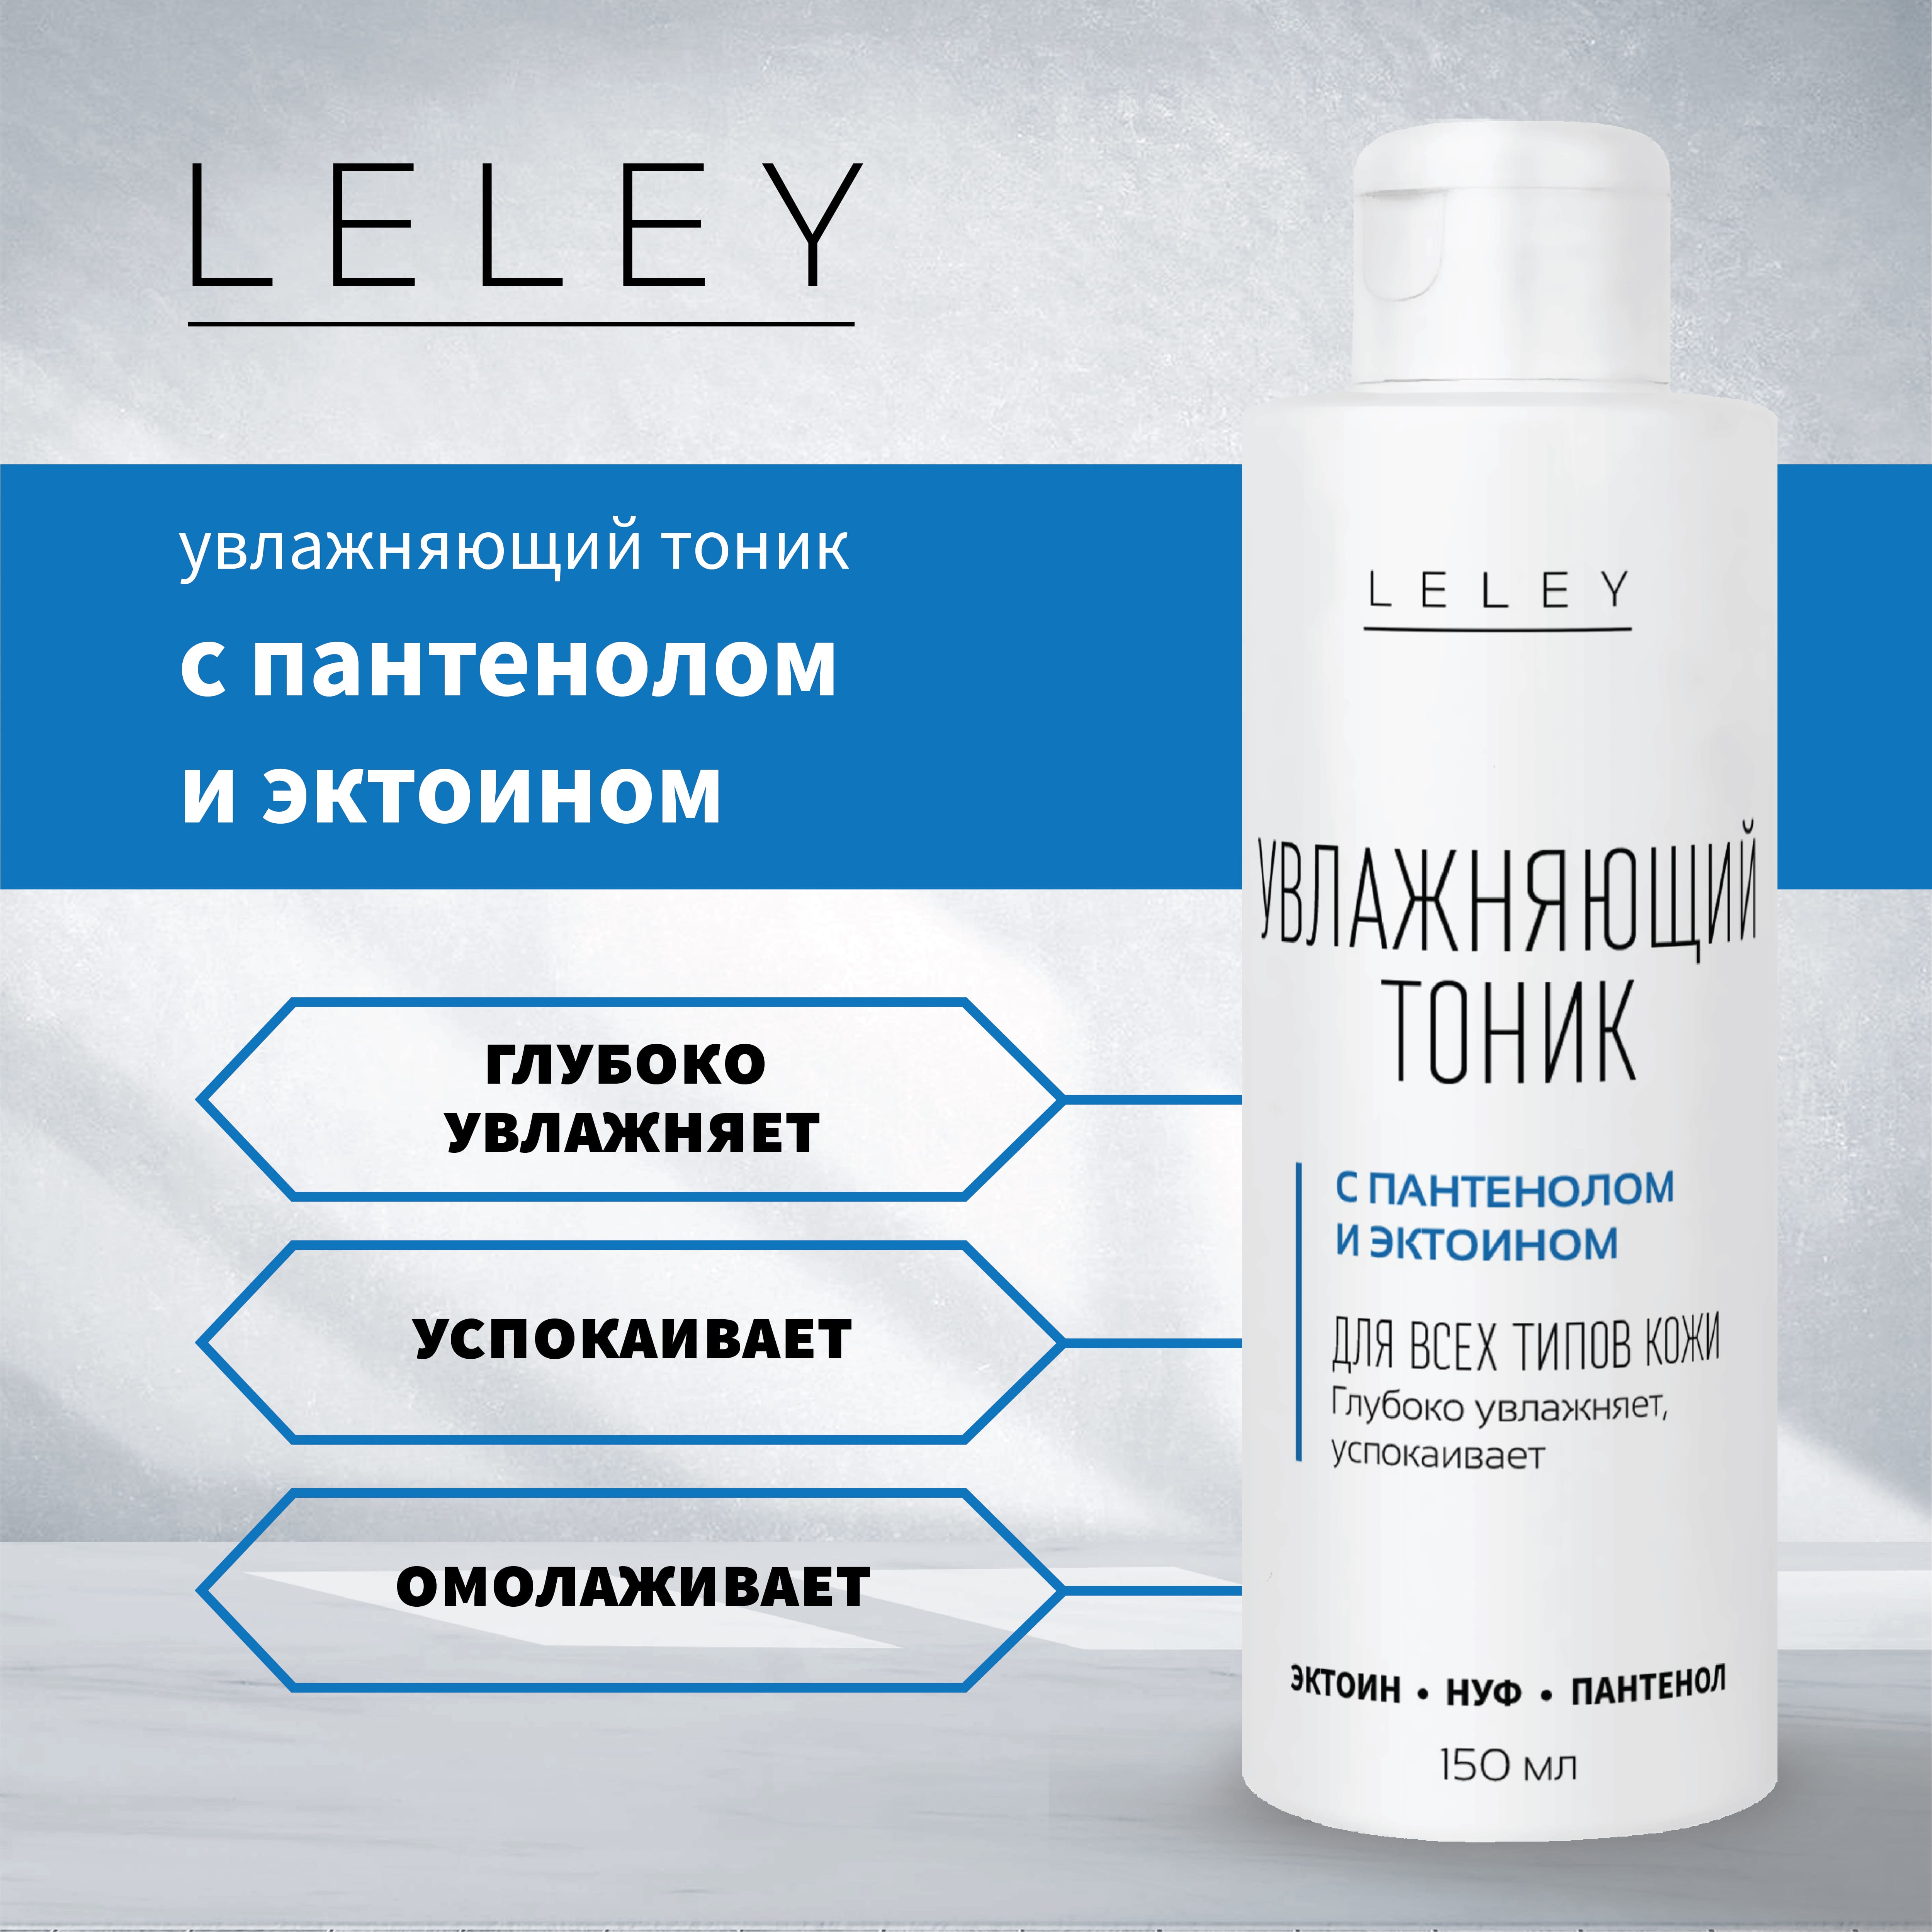 LELEY
увлажняющий тоник
с пантенолом
и эктоином
ГЛУБОКО
УВЛАЖНЯЕТ
УСПОКАИВАЕТ
ОМОЛАЖИВАЕТ
LELEY
УВЛАЖНЯЮЩИЙ
ТОНИК
С ПАНТЕНОЛОМ
И ЭКТОИНОМ
ДЛЯ ВСЕХ ТИПОВ КОЖИ
Глубоко увлажняет,
успокаивает
ЭКТОИН • НУФ • ПАНТЕНОЛ
150 мл